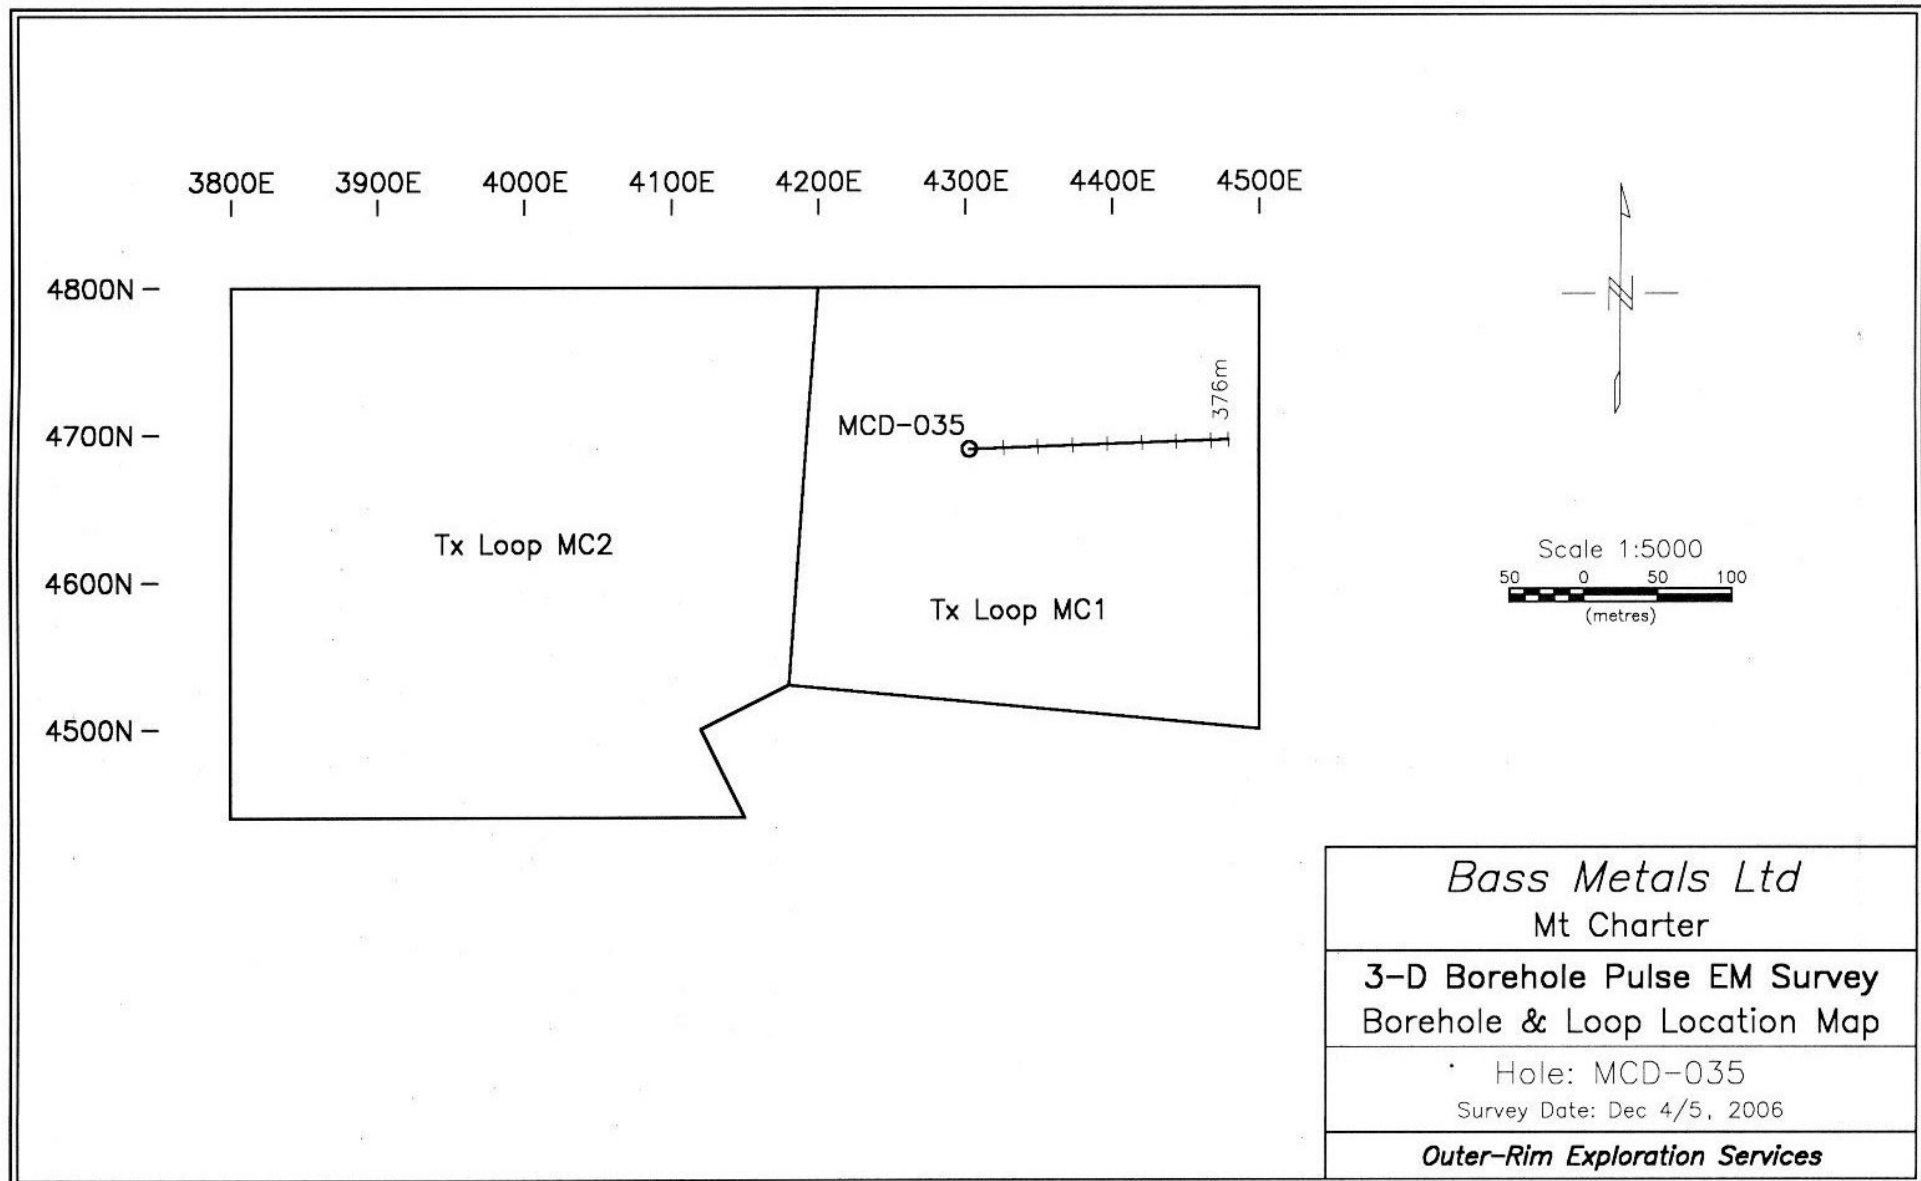 3800E 3900E 4000E 4100E 4200E 4300E 4400E 4500E
4800N
4700N
4600N
4500N
MCD-035
376m
Tx Loop MC2
Tx Loop MC1
N
Scale 1:5000
50 0 50 100
(metres)
Bass Metals Ltd
Mt Charter
3-D Borehole Pulse EM Survey
Borehole & Loop Location Map
Hole: MCD-035
Survey Date: Dec 4/5, 2006
Outer-Rim Exploration Services